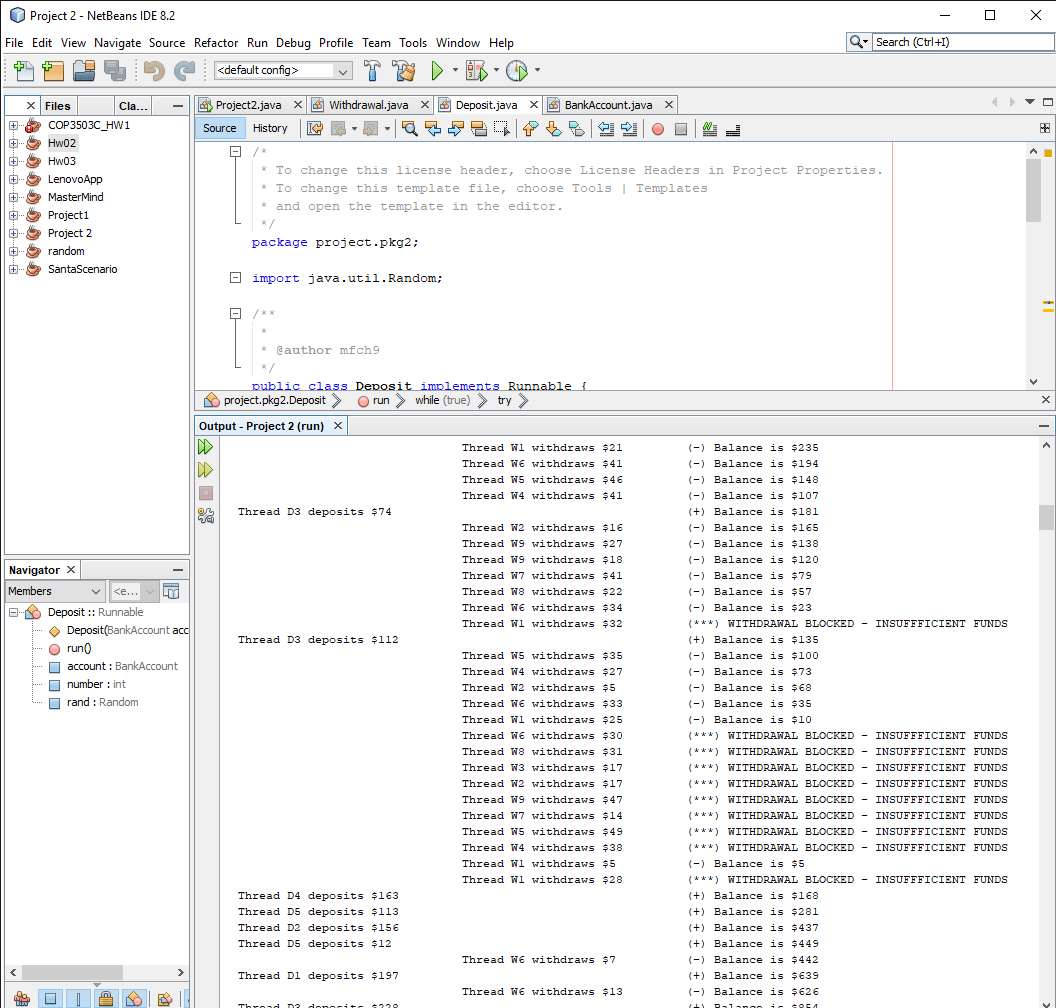 Project 2 - NetBeans IDE 8.2
File Edit View Navigate Source Refactor Run Debug Profile Team Tools Window Help
Search (Ctrl+I)
<default config>
Files Cla...
COP3503C_HW1
Hw02
Hw03
LenovoApp
MasterMind
Project1
Project 2
random
SantaScenario
Project2.java Withdrawal.java Deposit.java BankAccount.java
Source History
/*
* To change this license header, choose License Headers in Project Properties.
* To change this template file, choose Tools | Templates
* and open the template in the editor.
*/
package project.pkg2;
import java.util.Random;
/**
*
* @author mfch9
*/
public class Deposit implements Runnable {
project.pkg2.Deposit run while (true) try
Navigator
Members <e...
Deposit :: Runnable
Deposit(BankAccount acc
run()
account : BankAccount
number : int
rand : Random
Output - Project 2 (run)
Thread W1 withdraws $21 (-) Balance is $235
Thread W6 withdraws $41 (-) Balance is $194
Thread W5 withdraws $46 (-) Balance is $148
Thread W4 withdraws $41 (-) Balance is $107
Thread D3 deposits $74 (+) Balance is $181
Thread W2 withdraws $16 (-) Balance is $165
Thread W9 withdraws $27 (-) Balance is $138
Thread W9 withdraws $18 (-) Balance is $120
Thread W7 withdraws $41 (-) Balance is $79
Thread W8 withdraws $22 (-) Balance is $57
Thread W6 withdraws $34 (-) Balance is $23
Thread W1 withdraws $32 (***) WITHDRAWAL BLOCKED - INSUFFFICIENT FUNDS
Thread D3 deposits $112 (+) Balance is $135
Thread W5 withdraws $35 (-) Balance is $100
Thread W4 withdraws $27 (-) Balance is $73
Thread W2 withdraws $5 (-) Balance is $68
Thread W6 withdraws $33 (-) Balance is $35
Thread W1 withdraws $25 (-) Balance is $10
Thread W6 withdraws $30 (***) WITHDRAWAL BLOCKED - INSUFFFICIENT FUNDS
Thread W8 withdraws $31 (***) WITHDRAWAL BLOCKED - INSUFFFICIENT FUNDS
Thread W3 withdraws $17 (***) WITHDRAWAL BLOCKED - INSUFFFICIENT FUNDS
Thread W2 withdraws $17 (***) WITHDRAWAL BLOCKED - INSUFFFICIENT FUNDS
Thread W9 withdraws $47 (***) WITHDRAWAL BLOCKED - INSUFFFICIENT FUNDS
Thread W7 withdraws $14 (***) WITHDRAWAL BLOCKED - INSUFFFICIENT FUNDS
Thread W5 withdraws $49 (***) WITHDRAWAL BLOCKED - INSUFFFICIENT FUNDS
Thread W4 withdraws $38 (***) WITHDRAWAL BLOCKED - INSUFFFICIENT FUNDS
Thread W1 withdraws $5 (-) Balance is $5
Thread W1 withdraws $28 (***) WITHDRAWAL BLOCKED - INSUFFFICIENT FUNDS
Thread D4 deposits $163 (+) Balance is $168
Thread D5 deposits $113 (+) Balance is $281
Thread D2 deposits $156 (+) Balance is $437
Thread D5 deposits $12 (+) Balance is $449
Thread W6 withdraws $7 (-) Balance is $442
Thread D1 deposits $197 (+) Balance is $639
Thread W6 withdraws $13 (-) Balance is $626
Thread D3 deposits $228 (+) Balance is $854